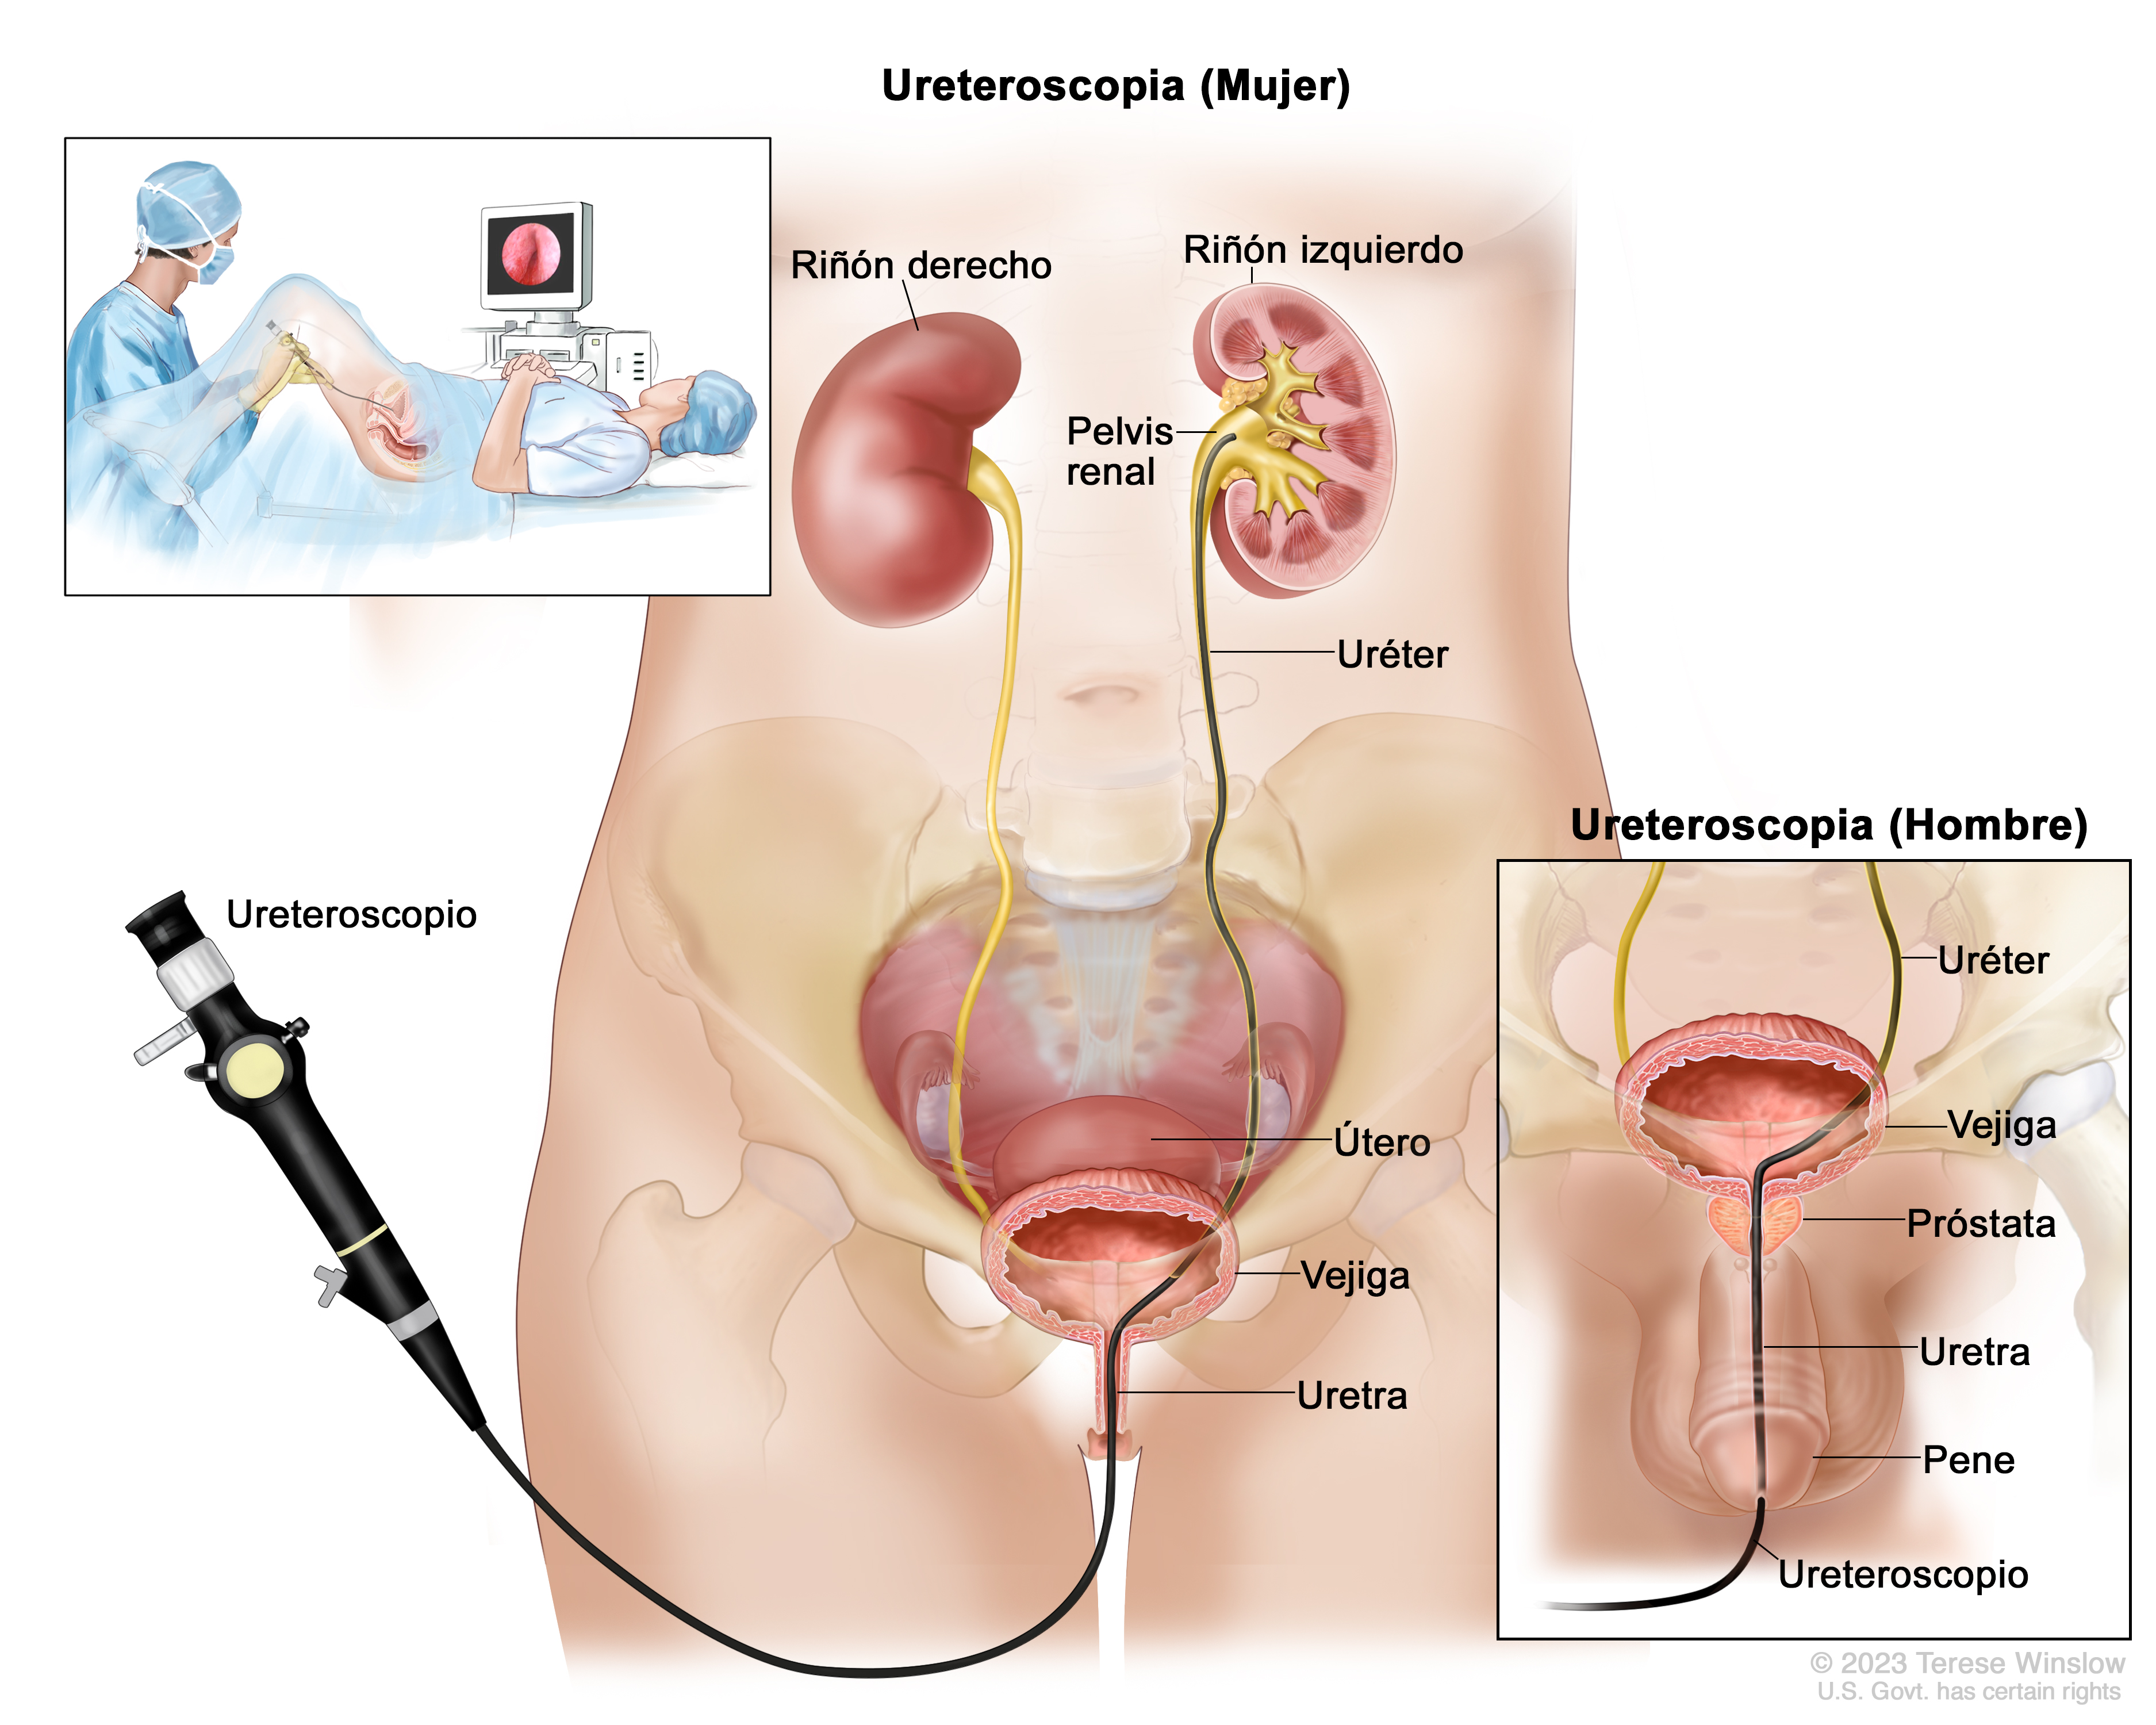 Ureteroscopia (Mujer)
Riñón derecho
Riñón izquierdo
Pelvis
renal
Uréter
Ureteroscopio
Útero
Vejiga
Uretra
Ureteroscopia (Hombre)
Uréter
Vejiga
Próstata
Uretra
Pene
Ureteroscopio
© 2023 Terese Winslow
U.S. Govt. has certain rights